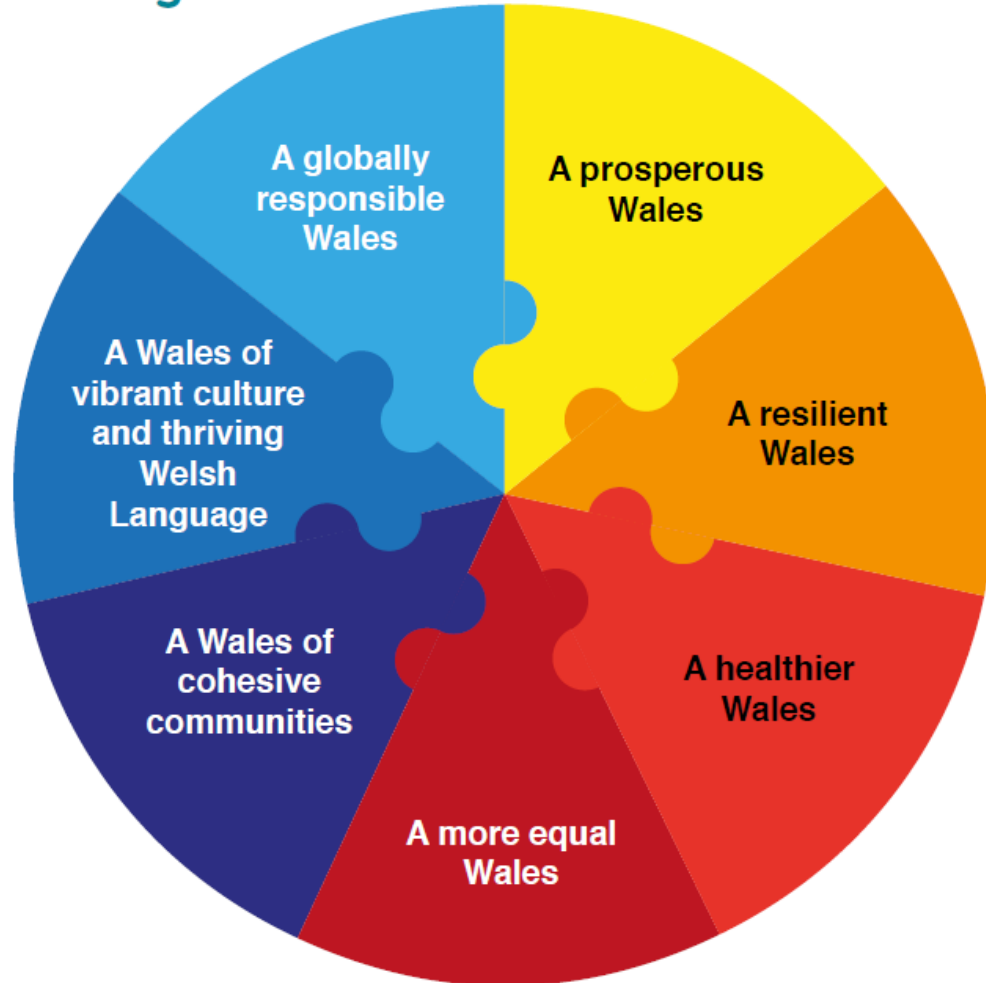 A prosperous
Wales
A resilient
Wales
A healthier
Wales
A more equal
Wales
A Wales of
cohesive
communities
A Wales of
vibrant culture
and thriving
Welsh
Language
A globally
responsible
Wales